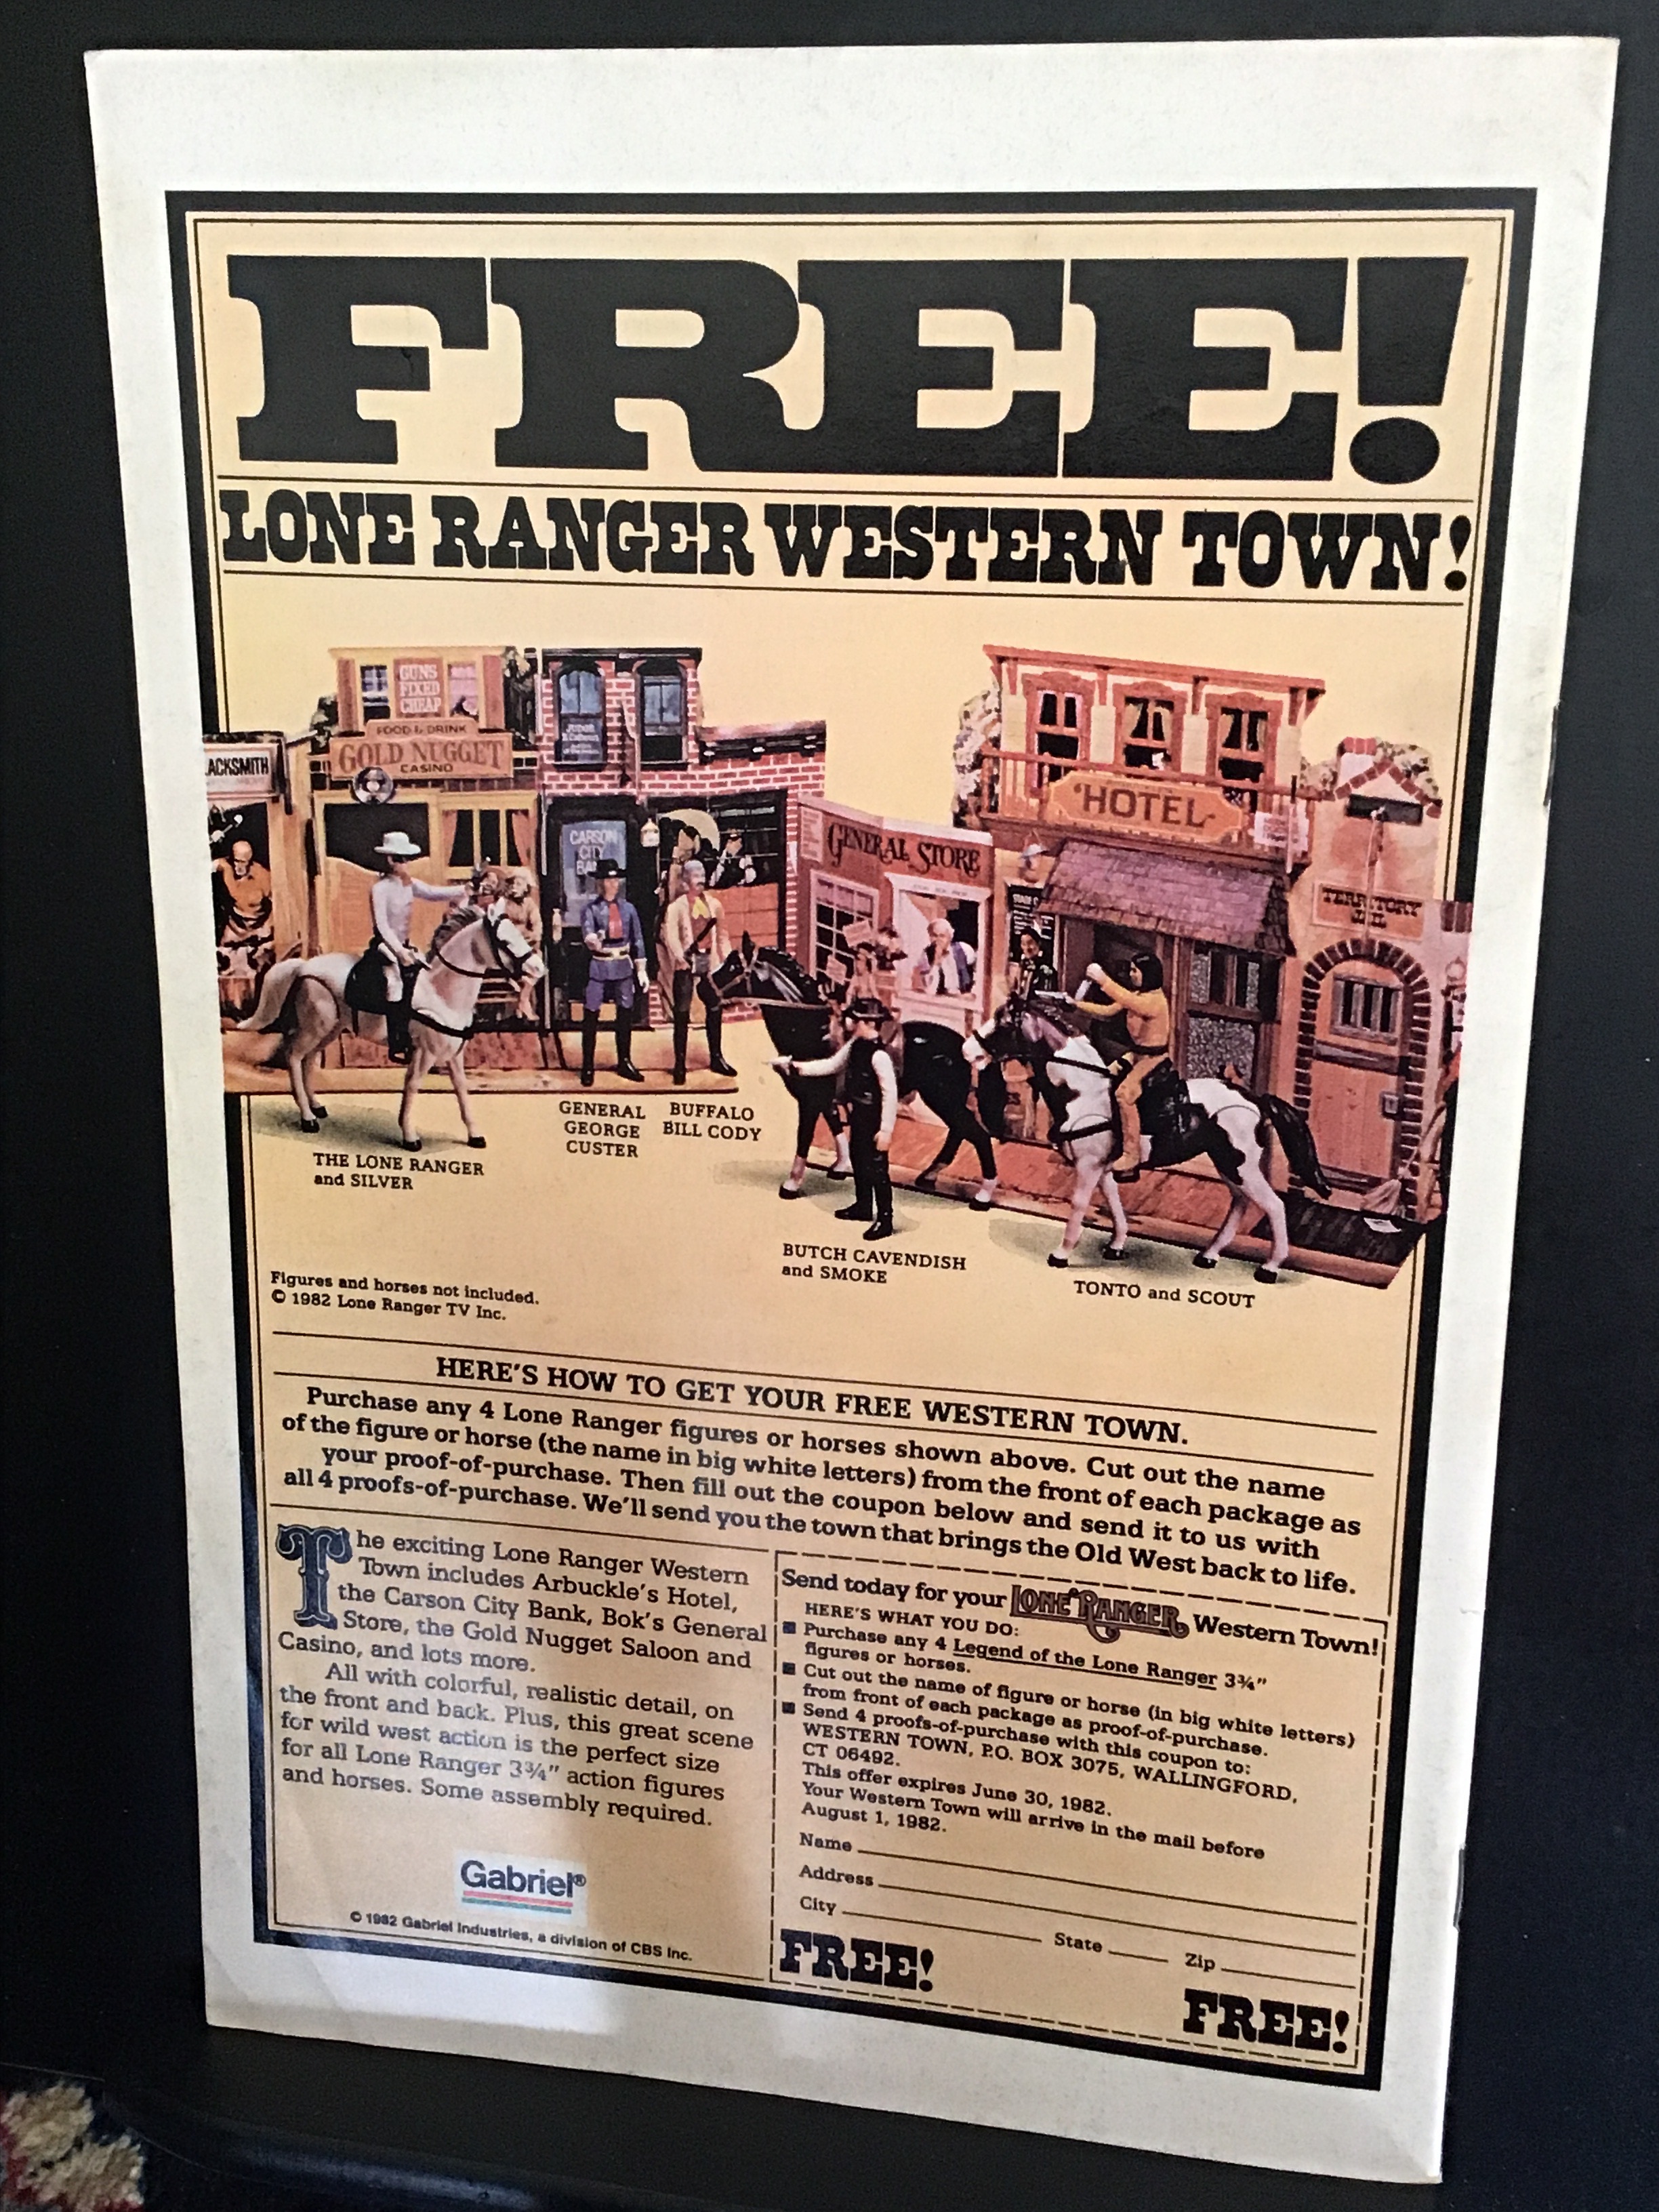 FREE!
LONE RANGER WESTERN TOWN!
GUNS
FIXED
CHEAP
FOOD & DRINK
GOLD NUGGET
CASINO
ACKSMITH
CARSON
CITY
BA
GENERAL STORE
HOTEL
TERRITORY
JAIL
THE LONE RANGER
and SILVER
GENERAL
GEORGE
CUSTER
BUFFALO
BILL CODY
BUTCH CAVENDISH
and SMOKE
TONTO and SCOUT
Figures and horses not included.
© 1982 Lone Ranger TV Inc.
HERE'S HOW TO GET YOUR FREE WESTERN TOWN.
Purchase any 4 Lone Ranger figures or horses shown above. Cut out the name
of the figure or horse (the name in big white letters) from the front of each package as
your proof-of-purchase. Then fill out the coupon below and send it to us with
all 4 proofs-of-purchase. We'll send you the town that brings the Old West back to life.
The exciting Lone Ranger Western
Town includes Arbuckle's Hotel,
the Carson City Bank, Bok's General
Store, the Gold Nugget Saloon and
Casino, and lots more.
All with colorful, realistic detail, on
the front and back. Plus, this great scene
for wild west action is the perfect size
for all Lone Ranger 3¾" action figures
and horses. Some assembly required.
Gabriel®
© 1982 Gabriel Industries, a division of CBS Inc.
Send today for your LONE RANGER Western Town!
HERE'S WHAT YOU DO:
■ Purchase any 4 Legend of the Lone Ranger 3¾"
figures or horses.
■ Cut out the name of figure or horse (in big white letters)
from front of each package as proof-of-purchase.
■ Send 4 proofs-of-purchase with this coupon to:
WESTERN TOWN, P.O. BOX 3075, WALLINGFORD,
CT 06492.
This offer expires June 30, 1982.
Your Western Town will arrive in the mail before
August 1, 1982.
Name
Address
City State Zip
FREE!
FREE!